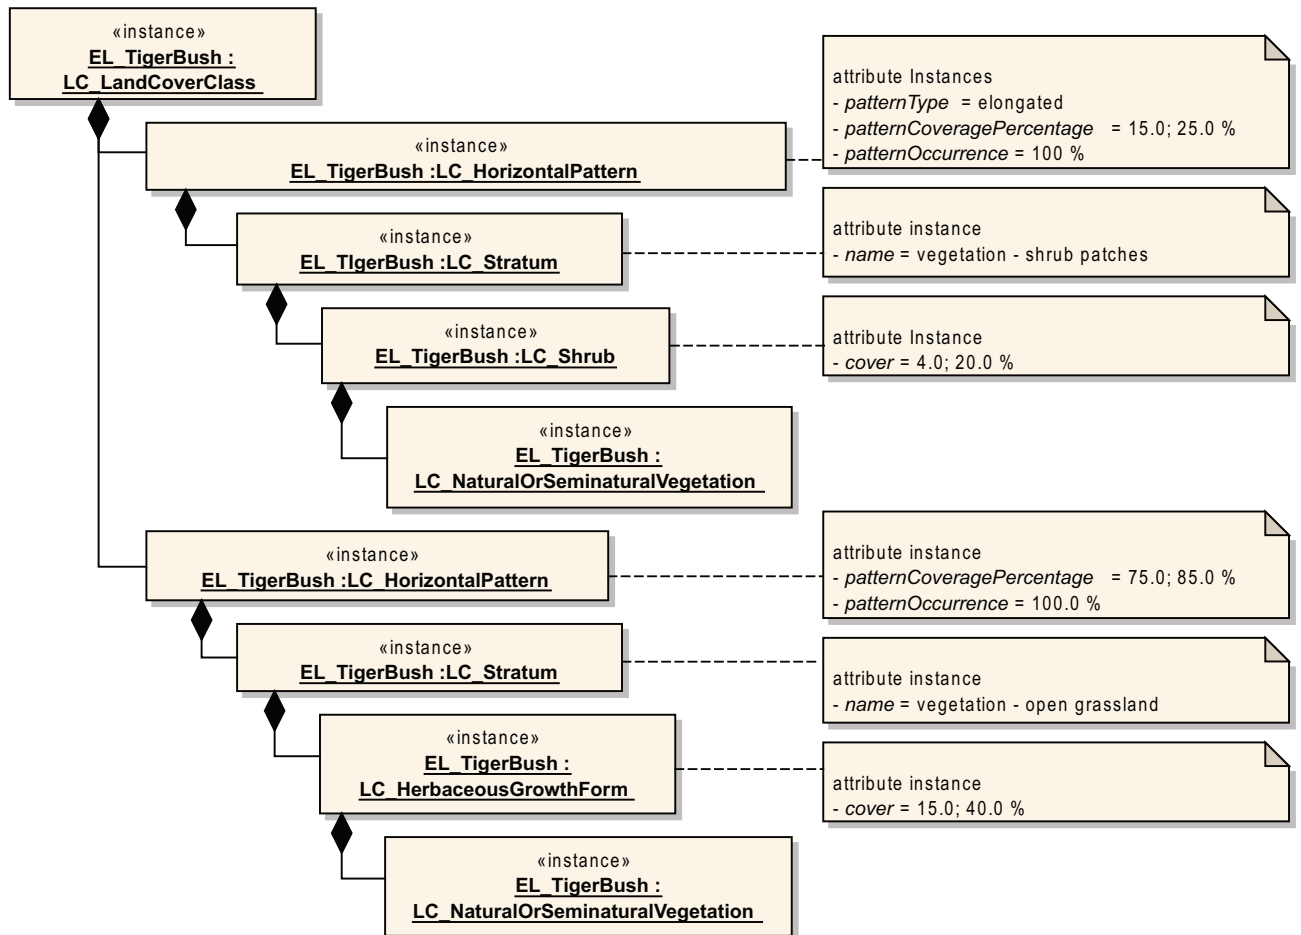 «instance»
EL_TigerBush :
LC_LandCoverClass
attribute Instances
- patternType = elongated
- patternCoveragePercentage = 15.0; 25.0 %
- patternOccurrence = 100 %
«instance»
EL_TigerBush :LC_HorizontalPattern
«instance»
EL_TIgerBush :LC_Stratum
attribute instance
- name = vegetation - shrub patches
«instance»
EL_TigerBush :LC_Shrub
attribute Instance
- cover = 4.0; 20.0 %
«instance»
EL_TigerBush :
LC_NaturalOrSeminaturalVegetation
«instance»
EL_TigerBush :LC_HorizontalPattern
attribute instance
- patternCoveragePercentage = 75.0; 85.0 %
- patternOccurrence = 100.0 %
«instance»
EL_TigerBush :LC_Stratum
attribute instance
- name = vegetation - open grassland
«instance»
EL_TigerBush :
LC_HerbaceousGrowthForm
attribute instance
- cover = 15.0; 40.0 %
«instance»
EL_TigerBush :
LC_NaturalOrSeminaturalVegetation